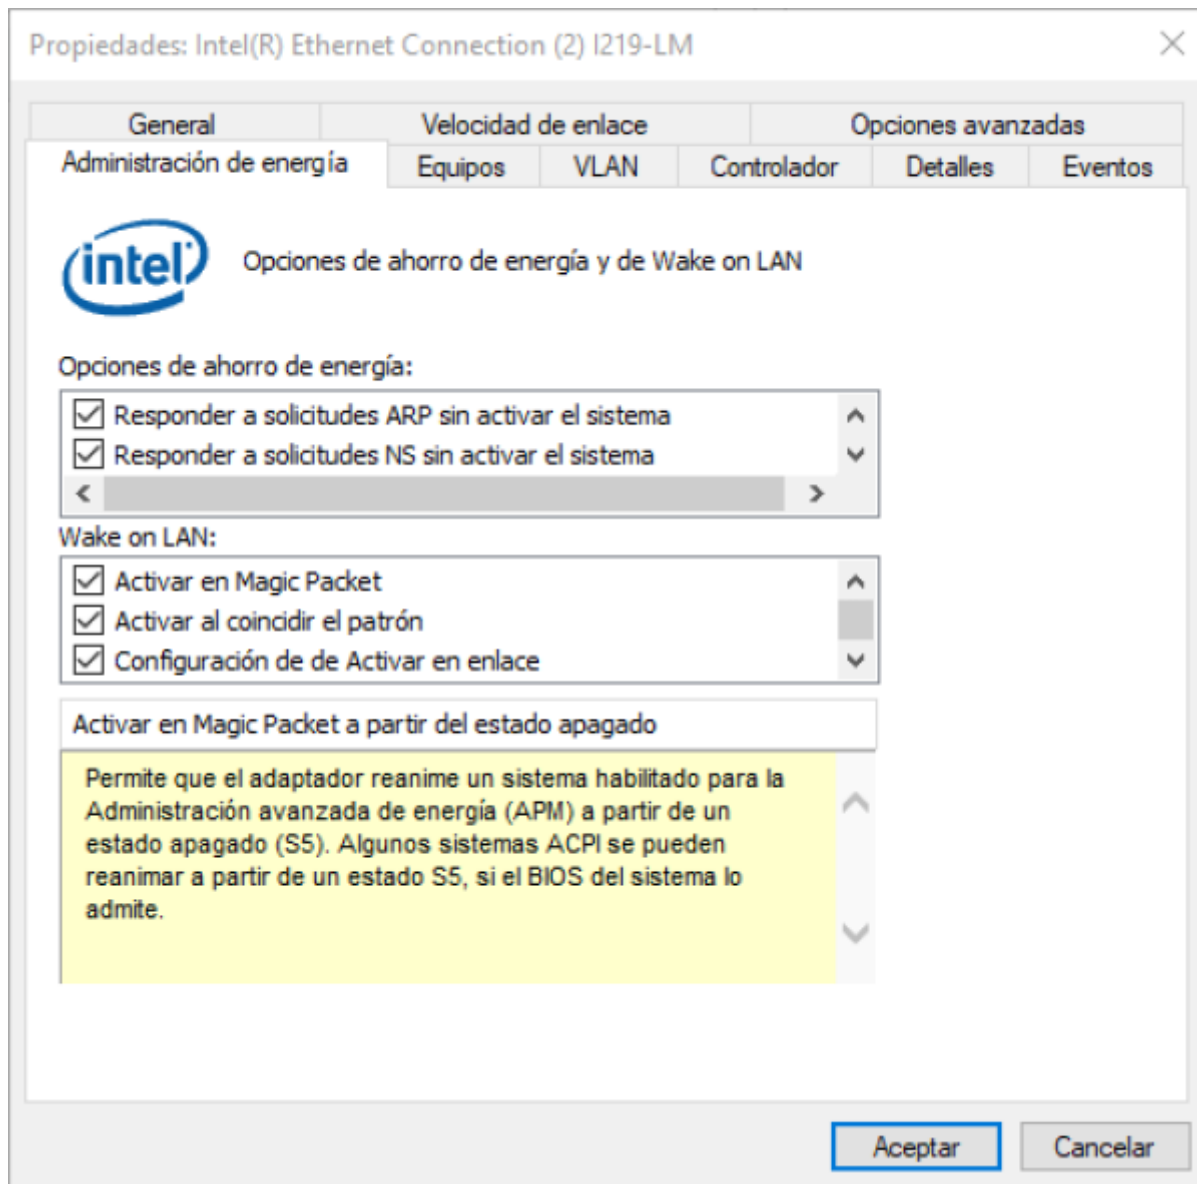 Propiedades: Intel(R) Ethernet Connection (2) I219-LM
General
Velocidad de enlace
Opciones avanzadas
Administración de energía
Equipos
VLAN
Controlador
Detalles
Eventos
intel
Opciones de ahorro de energía y de Wake on LAN
Opciones de ahorro de energía:
Responder a solicitudes ARP sin activar el sistema
Responder a solicitudes NS sin activar el sistema
Wake on LAN:
Activar en Magic Packet
Activar al coincidir el patrón
Configuración de de Activar en enlace
Activar en Magic Packet a partir del estado apagado
Permite que el adaptador reanime un sistema habilitado para la
Administración avanzada de energía (APM) a partir de un
estado apagado (S5). Algunos sistemas ACPI se pueden
reanimar a partir de un estado S5, si el BIOS del sistema lo
admite.
Aceptar
Cancelar